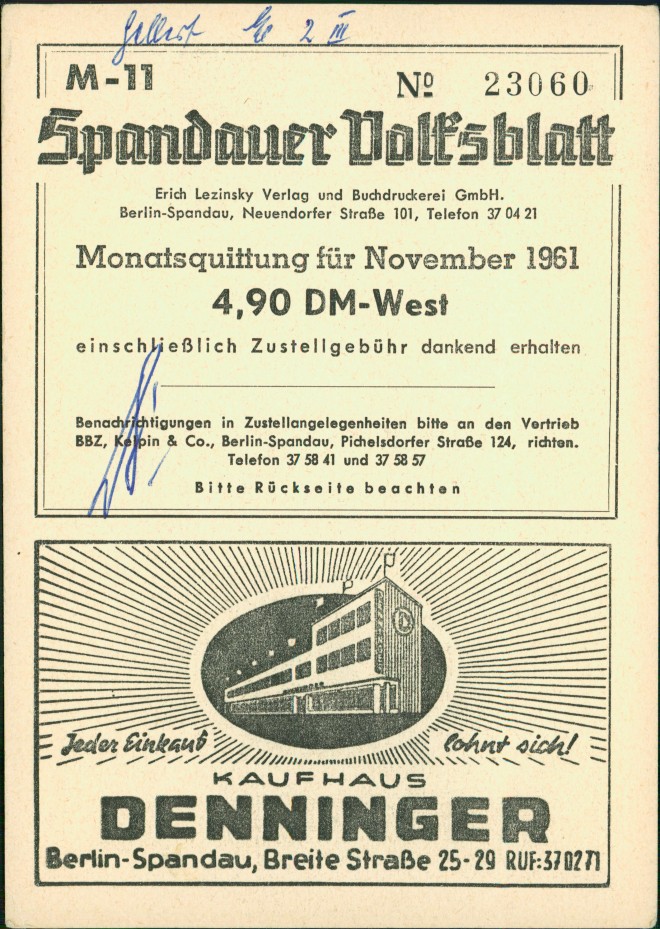 Gellert 2 III
M-11
Nº 23060
Spandauer Volksblatt
Erich Lezinsky Verlag und Buchdruckerei GmbH.
Berlin-Spandau, Neuendorfer Straße 101, Telefon 37 04 21
Monatsquittung für November 1961
4,90 DM-West
einschließlich Zustellgebühr dankend erhalten
Benachrichtigungen in Zustellangelegenheiten bitte an den Vertrieb
BBZ, Kelpin & Co., Berlin-Spandau, Pichelsdorfer Straße 124, richten.
Telefon 37 58 41 und 37 58 57
Bitte Rückseite beachten
Jeder Einkauf lohnt sich!
KAUFHAUS
DENNINGER
Berlin-Spandau, Breite Straße 25-29 RUF: 370271